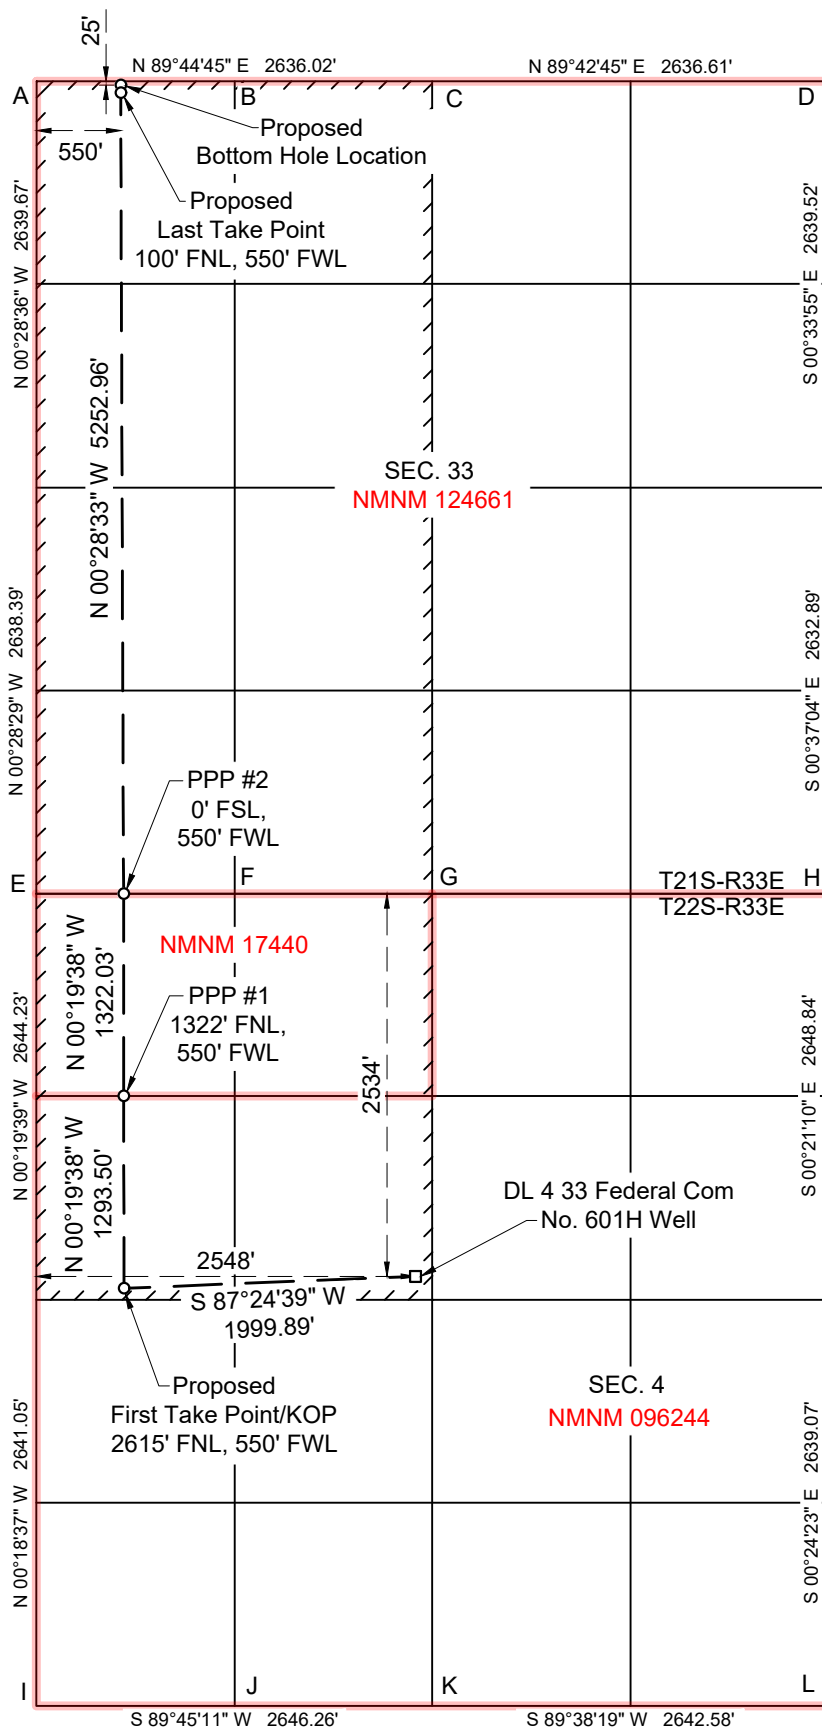 25'
N 89°44'45" E   2636.02'
N 89°42'45" E   2636.61'
A
B
C
D
550'
Proposed
Bottom Hole Location
Proposed
Last Take Point
100' FNL, 550' FWL
N 00°28'36" W   2639.67'
S 00°33'55" E   2639.52'
N 00°28'33" W   5252.96'
SEC. 33
NMNM 124661
N 00°28'29" W   2638.39'
S 00°37'04" E   2632.89'
PPP #2
0' FSL,
550' FWL
E
F
G
T21S-R33E
H
T22S-R33E
NMNM 17440
N 00°19'38" W
1322.03'
PPP #1
1322' FNL,
550' FWL
2534'
N 00°19'39" W   2644.23'
S 00°21'10" E   2648.84'
N 00°19'38" W
1293.50'
DL 4 33 Federal Com
No. 601H Well
2548'
S 87°24'39" W
1999.89'
Proposed
First Take Point/KOP
2615' FNL, 550' FWL
SEC. 4
NMNM 096244
N 00°18'37" W   2641.05'
S 00°24'23" E   2639.07'
I
J
K
L
S 89°45'11" W   2646.26'
S 89°38'19" W   2642.58'